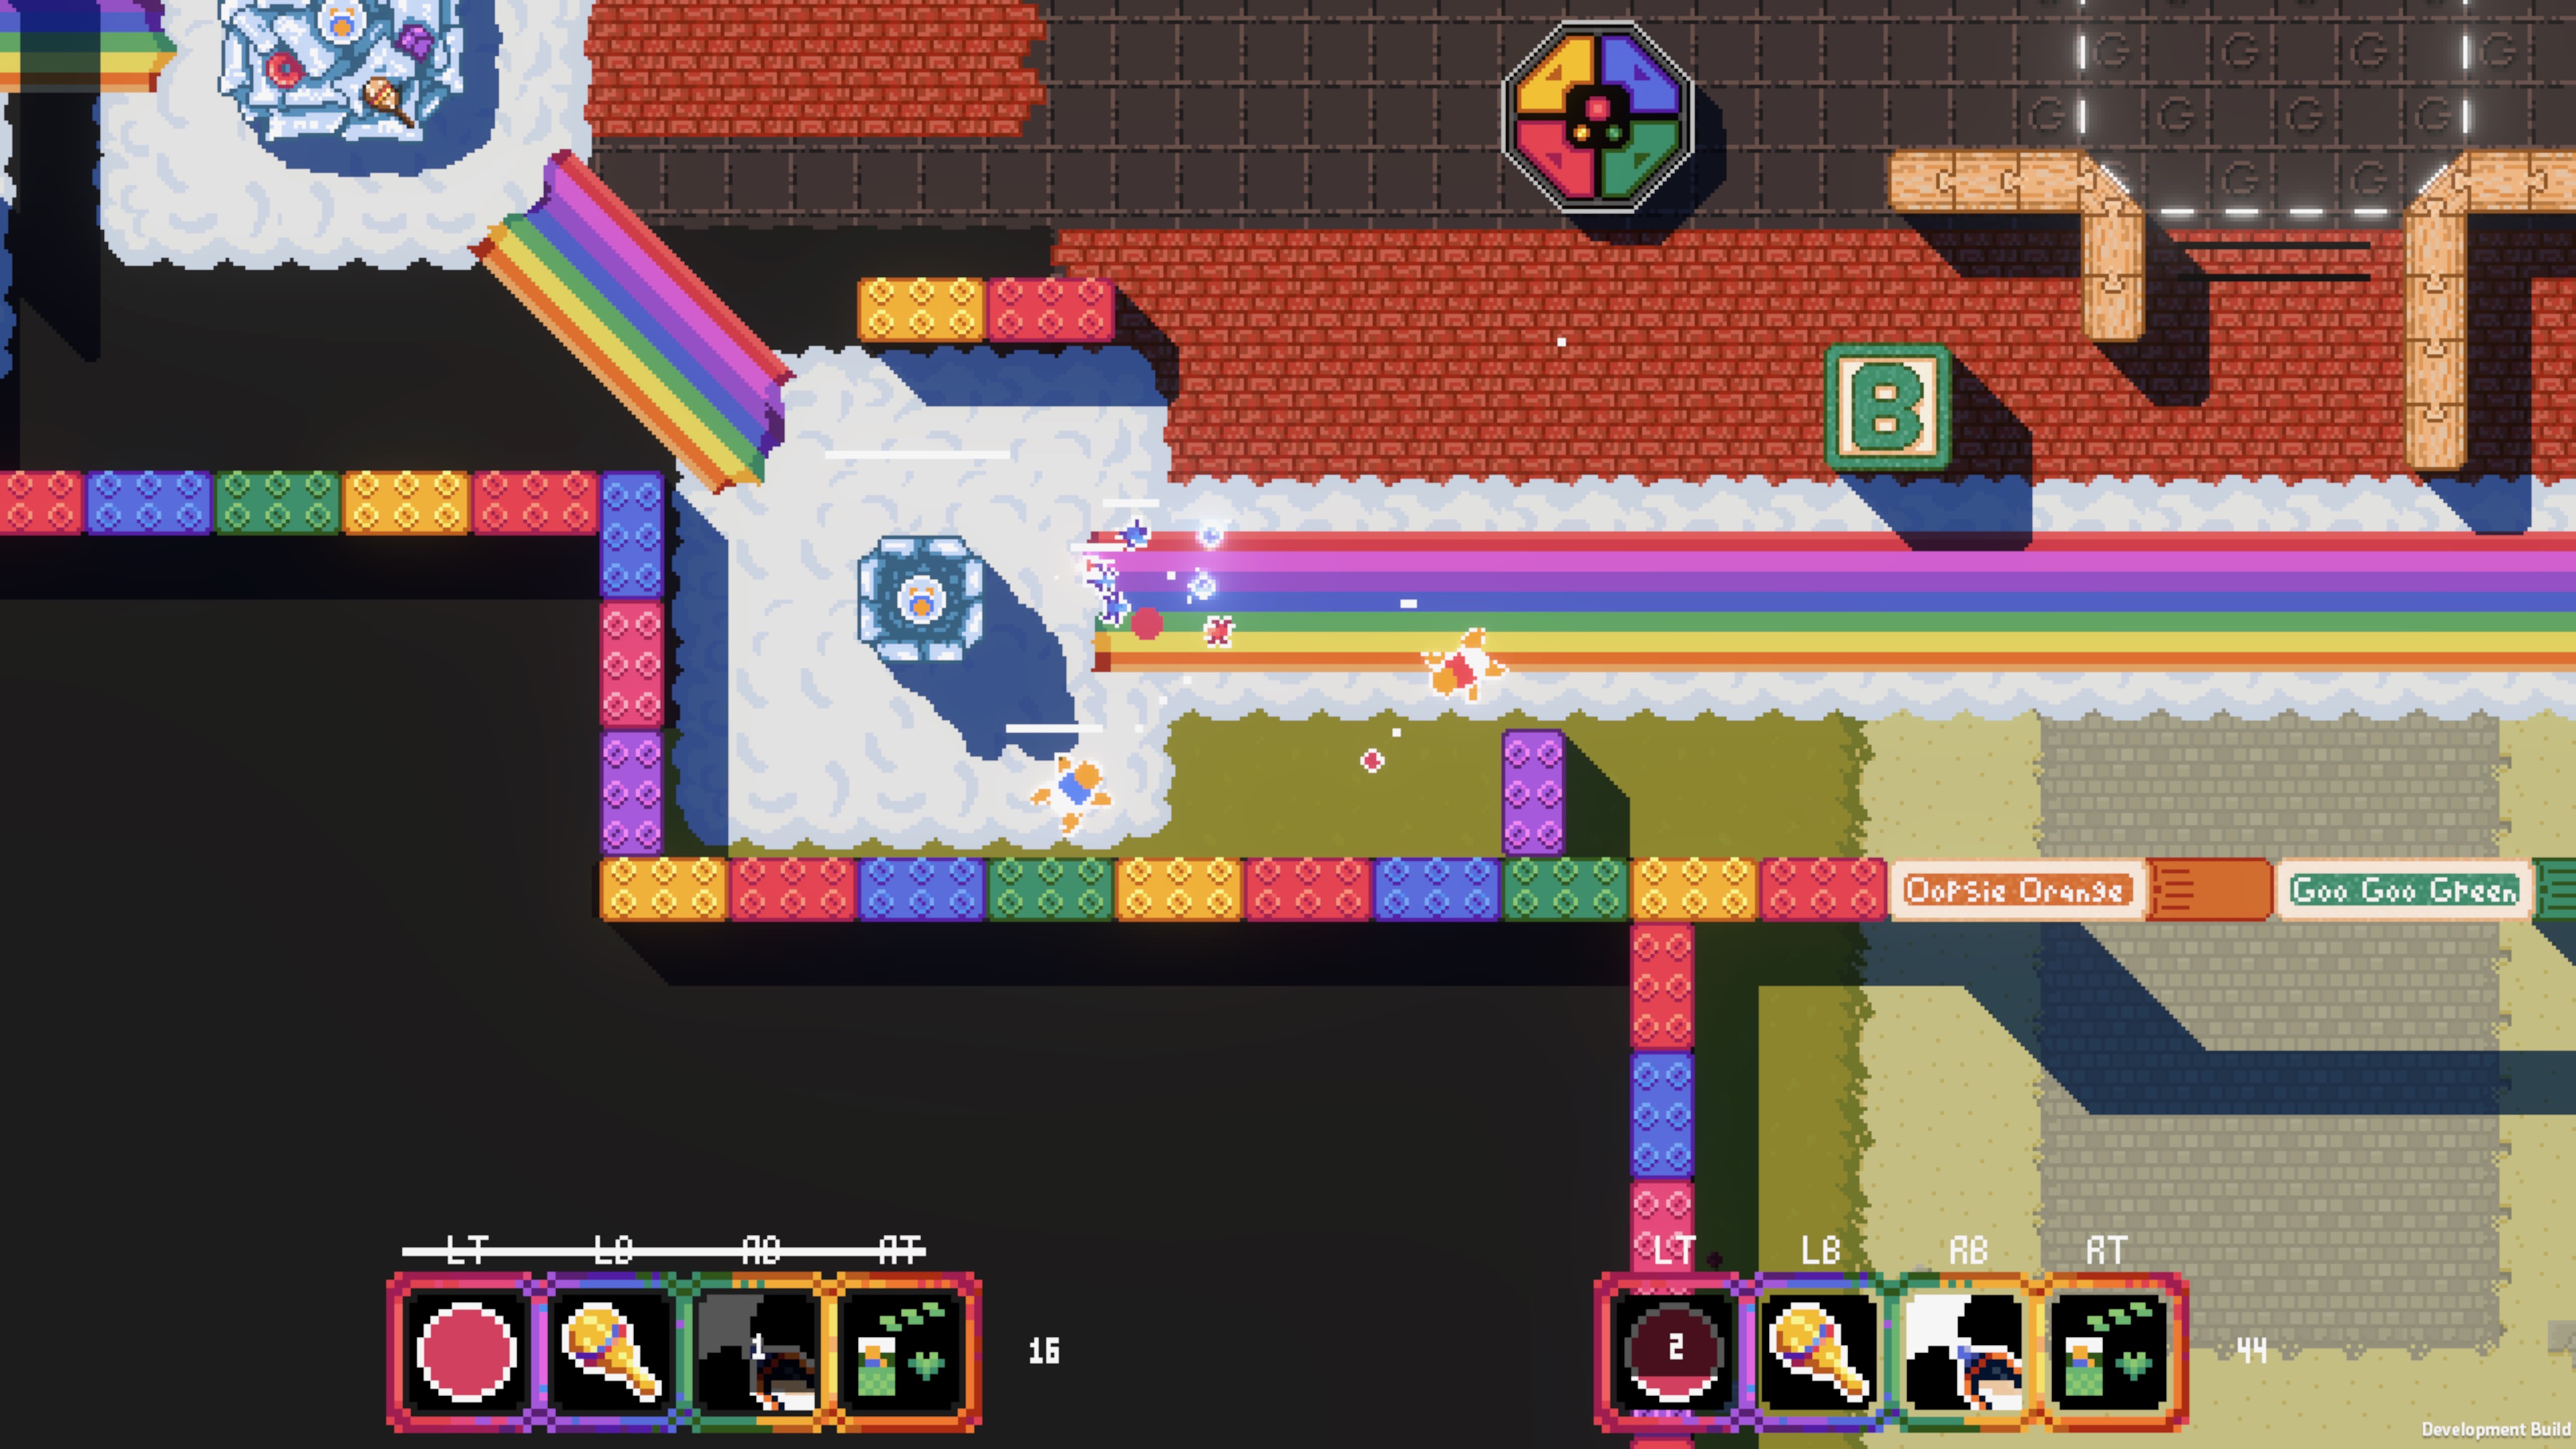 G G G G
G G G G
G G
B
Oopsie Orange Goo Goo Green
LT LB RB RT LT LB RB RT
1 16 2 44
Development Build